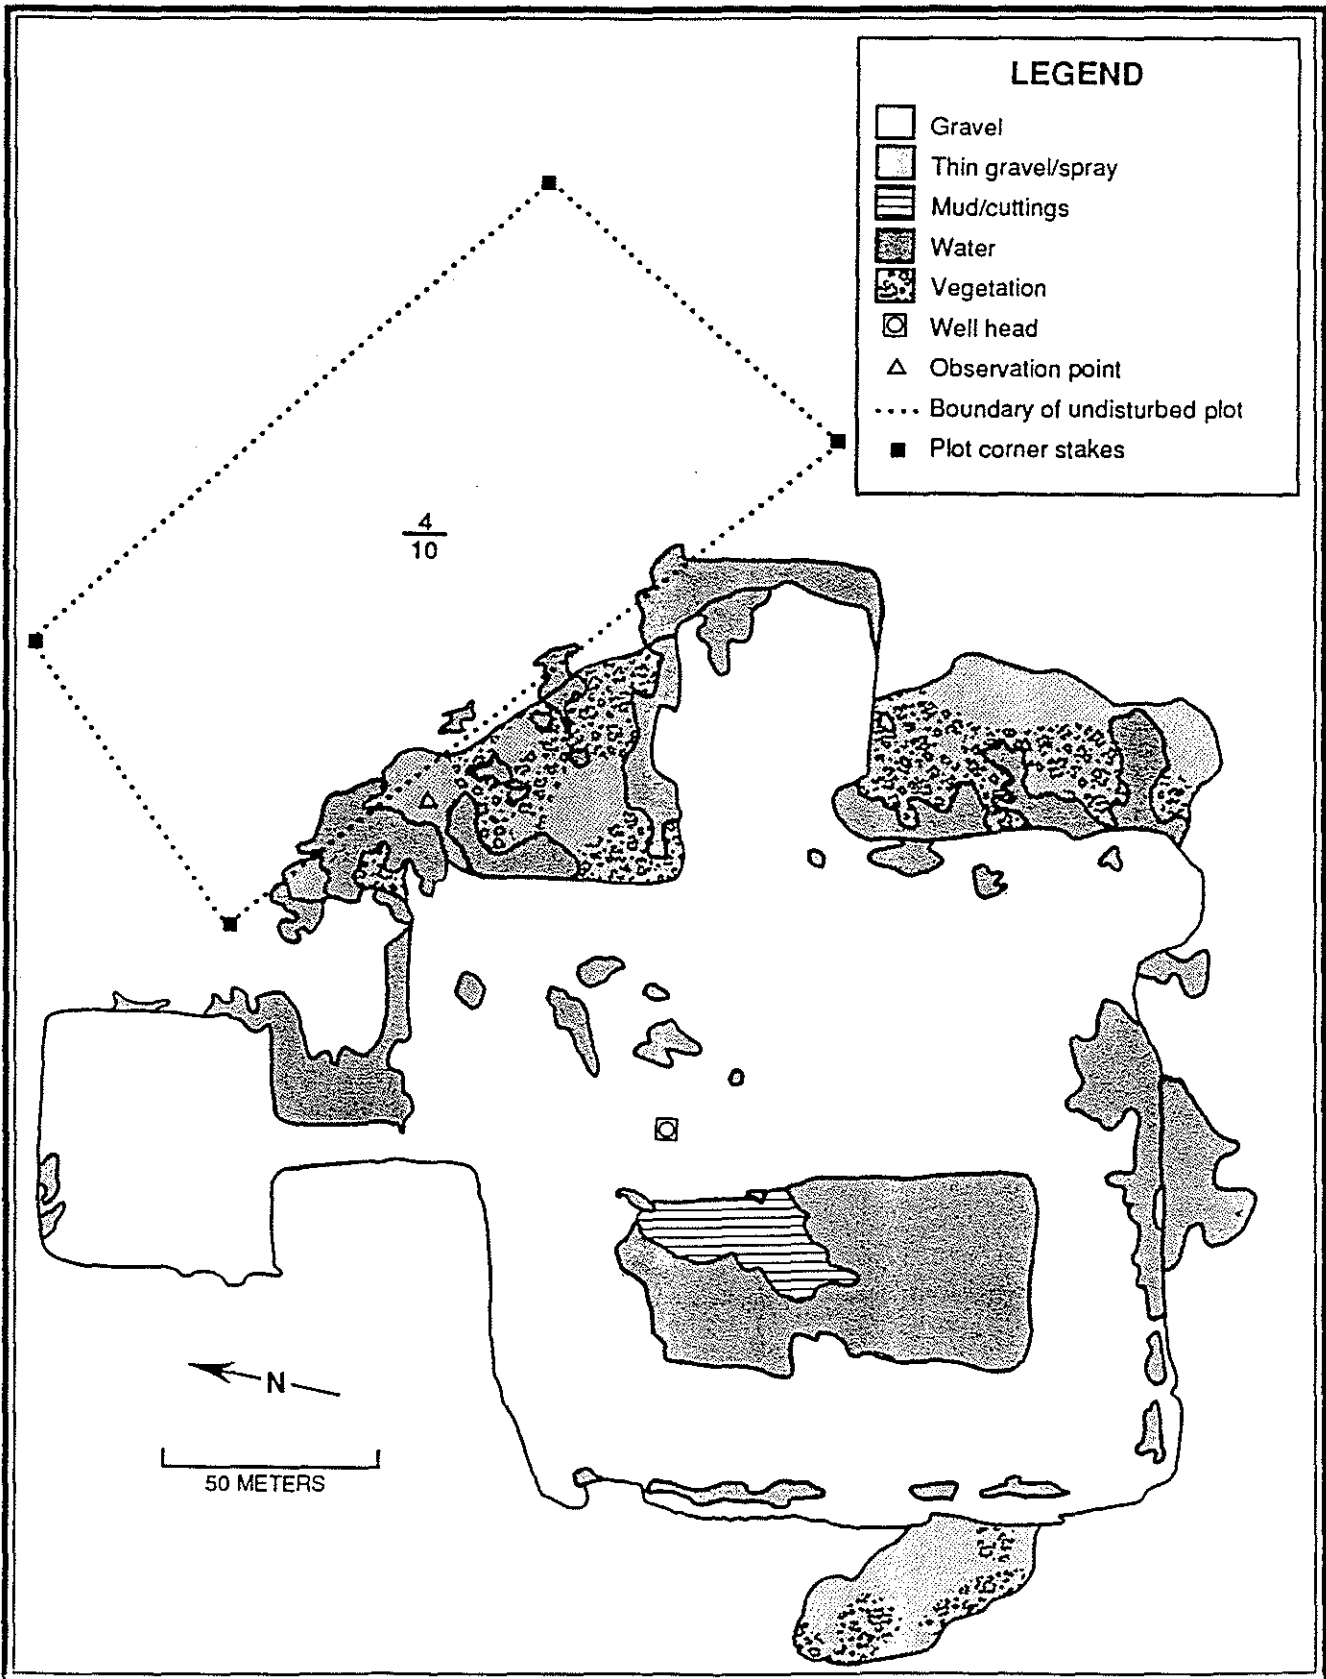 LEGEND
Gravel
Thin gravel/spray
Mud/cuttings
Water
Vegetation
Well head
Observation point
Boundary of undisturbed plot
Plot corner stakes
4
10
N
50 METERS